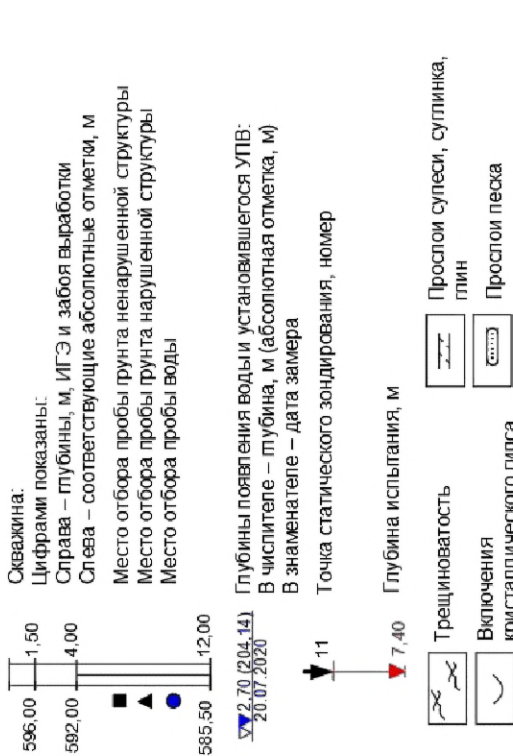 Скважина:
Цифрами показаны:
Справа – глубины, м, ИГЭ и забоя выработки
Слева – соответствующие абсолютные отметки, м
596,00 1,50
592,00 4,00
585,50 12,00
Место отбора пробы грунта ненарушенной структуры
Место отбора пробы грунта нарушенной структуры
Место отбора пробы воды
2,70 (204,14)
20.07.2020
Глубины появления воды и установившегося УПВ:
В числителе – глубина, м (абсолютная отметка, м)
В знаменателе – дата замера
11
Точка статического зондирования, номер
7,40
Глубина испытания, м
Трещиноватость
Прослои супеси, суглинка,
глин
Включения
кристаллического гипса
Прослои песка